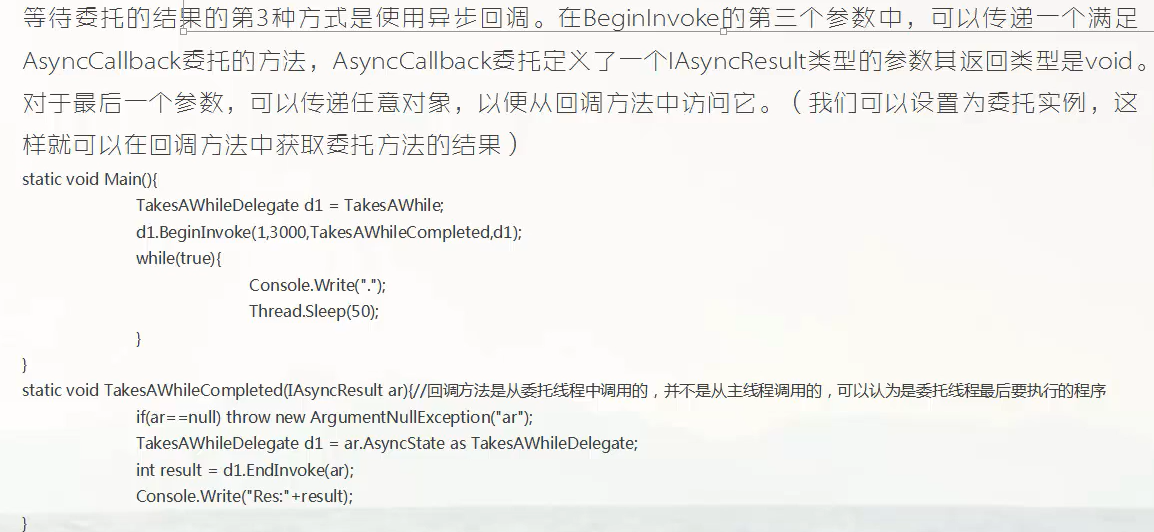 等待委托的结果的第3种方式是使用异步回调。在BeginInvoke的第三个参数中，可以传递一个满足
AsyncCallback委托的方法，AsyncCallback委托定义了一个IAsyncResult类型的参数其返回类型是void。
对于最后一个参数，可以传递任意对象，以便从回调方法中访问它。（我们可以设置为委托实例，这
样就可以在回调方法中获取委托方法的结果）
static void Main(){
TakesAWhileDelegate d1 = TakesAWhile;
d1.BeginInvoke(1,3000,TakesAWhileCompleted,d1);
while(true){
Console.Write(".");
Thread.Sleep(50);
}
}
static void TakesAWhileCompleted(IAsyncResult ar){//回调方法是从委托线程中调用的，并不是从主线程调用的，可以认为是委托线程最后要执行的程序
if(ar==null) throw new ArgumentNullException("ar");
TakesAWhileDelegate d1 = ar.AsyncState as TakesAWhileDelegate;
int result = d1.EndInvoke(ar);
Console.Write("Res:"+result);
}